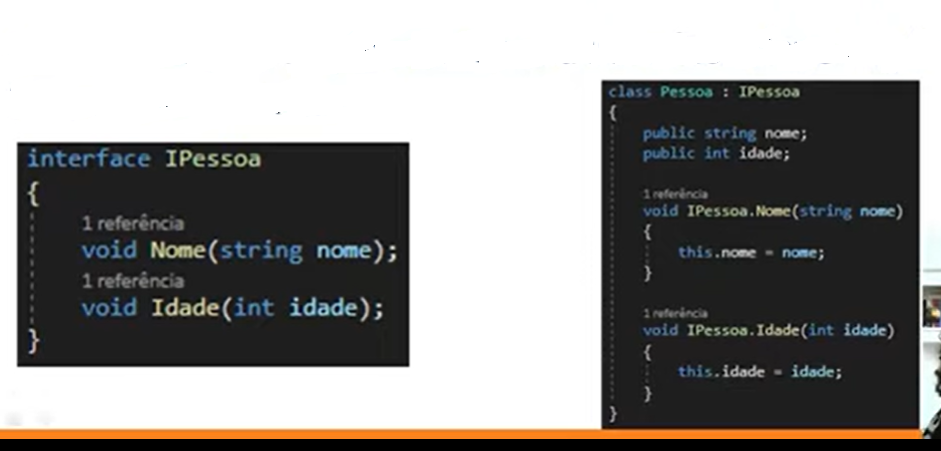 interface IPessoa
{
1 referência
void Nome(string nome);
1 referência
void Idade(int idade);
}
class Pessoa : IPessoa
{
public string nome;
public int idade;
1 referência
void IPessoa.Nome(string nome)
{
this.nome = nome;
}
1 referência
void IPessoa.Idade(int idade)
{
this.idade = idade;
}
}